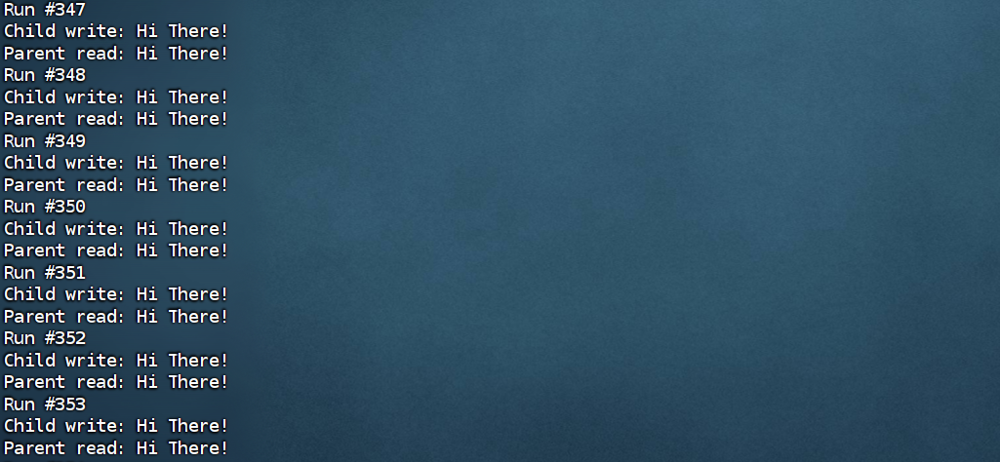 Run #347
Child write: Hi There!
Parent read: Hi There!
Run #348
Child write: Hi There!
Parent read: Hi There!
Run #349
Child write: Hi There!
Parent read: Hi There!
Run #350
Child write: Hi There!
Parent read: Hi There!
Run #351
Child write: Hi There!
Parent read: Hi There!
Run #352
Child write: Hi There!
Parent read: Hi There!
Run #353
Child write: Hi There!
Parent read: Hi There!